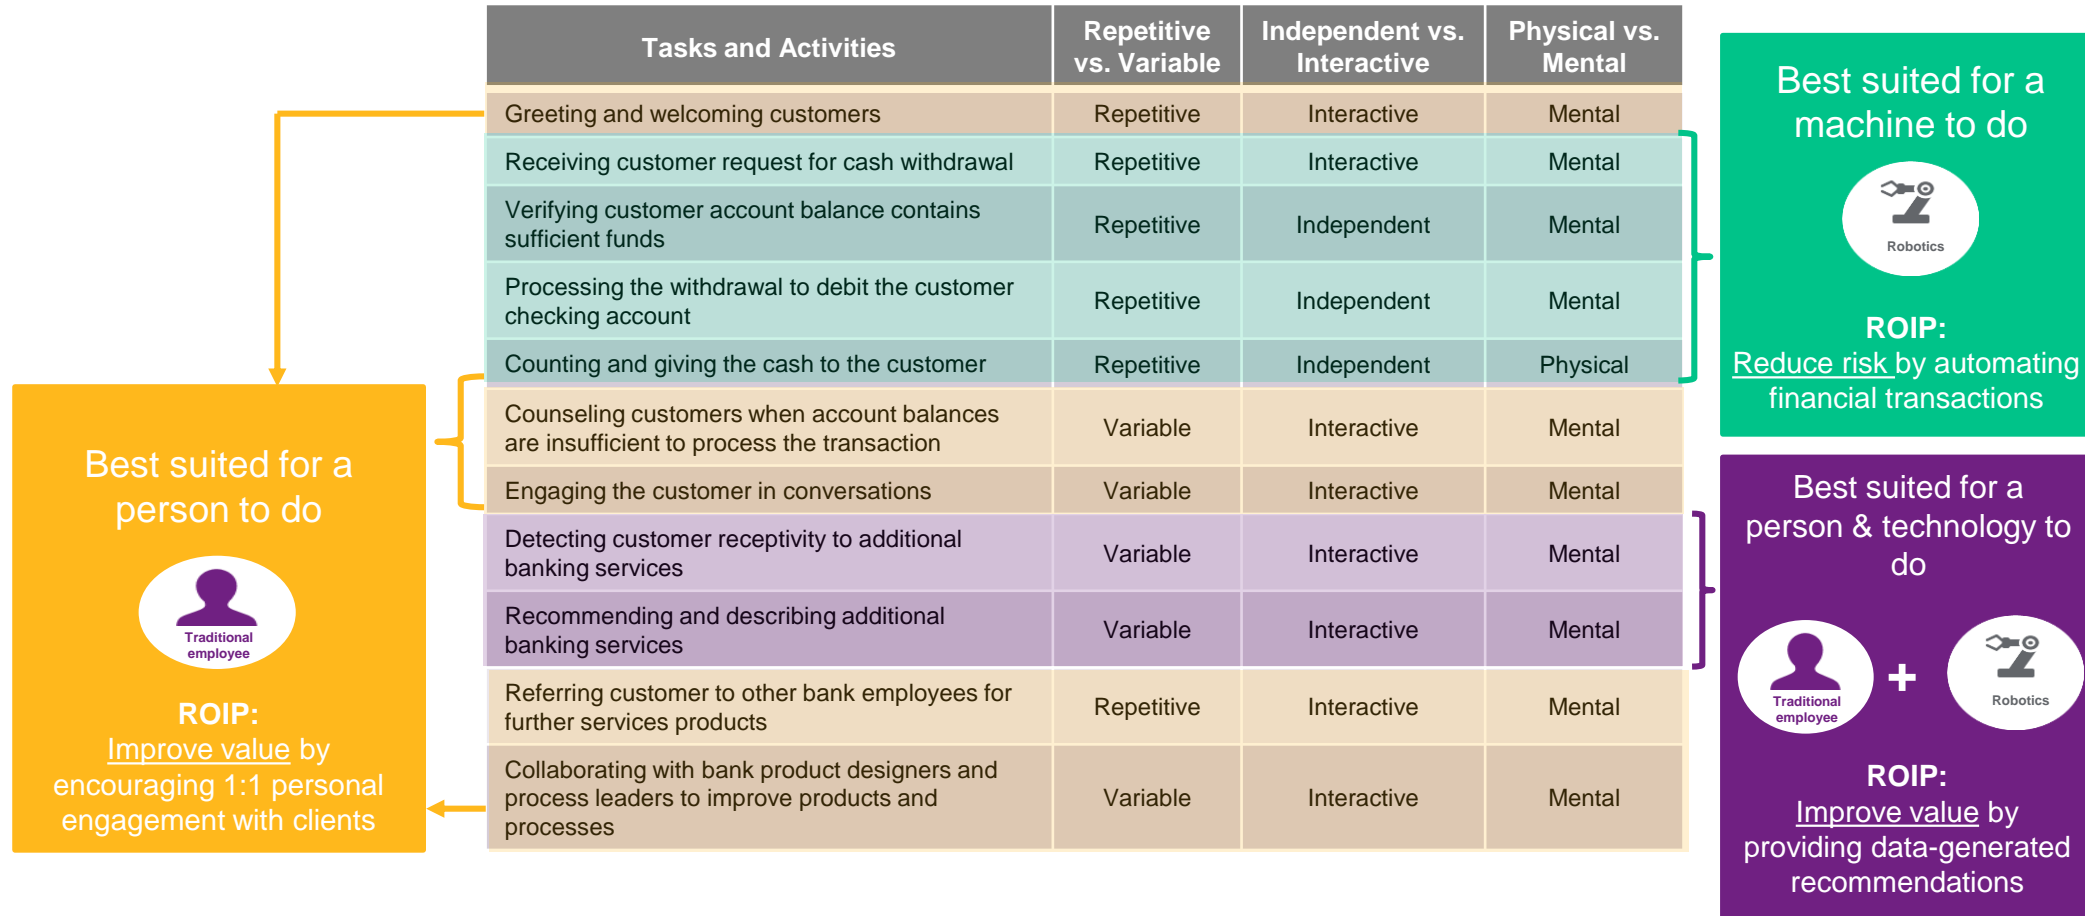 Tasks and Activities
Repetitive
vs. Variable
Independent vs.
Interactive
Physical vs.
Mental
Greeting and welcoming customers
Repetitive
Interactive
Mental
Receiving customer request for cash withdrawal
Repetitive
Interactive
Mental
Verifying customer account balance contains
sufficient funds
Repetitive
Independent
Mental
Processing the withdrawal to debit the customer
checking account
Repetitive
Independent
Mental
Counting and giving the cash to the customer
Repetitive
Independent
Physical
Counseling customers when account balances
are insufficient to process the transaction
Variable
Interactive
Mental
Engaging the customer in conversations
Variable
Interactive
Mental
Detecting customer receptivity to additional
banking services
Variable
Interactive
Mental
Recommending and describing additional
banking services
Variable
Interactive
Mental
Referring customer to other bank employees for
further services products
Repetitive
Interactive
Mental
Collaborating with bank product designers and
process leaders to improve products and
processes
Variable
Interactive
Mental
Best suited for a
person to do
Traditional
employee
ROIP:
Improve value by
encouraging 1:1 personal
engagement with clients
Best suited for a
machine to do
Robotics
ROIP:
Reduce risk by automating
financial transactions
Best suited for a
person & technology to
do
Traditional
employee
+
Robotics
ROIP:
Improve value by
providing data-generated
recommendations